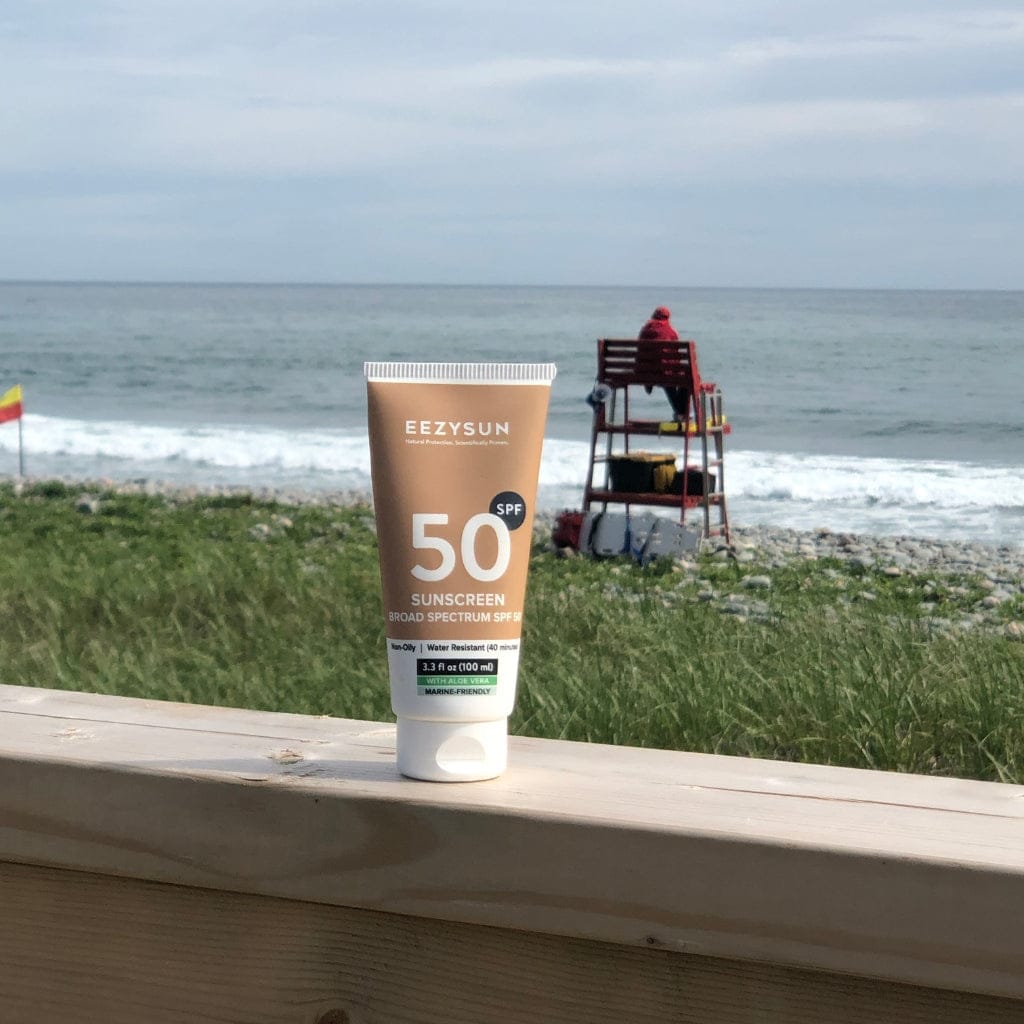 EEZYSUN
Natural Protection. Scientifically Proven.
SPF
50
SUNSCREEN
BROAD SPECTRUM SPF 50
Non-Oily | Water Resistant (40 minutes
3.3 fl oz (100 ml)
WITH ALOE VERA
MARINE-FRIENDLY